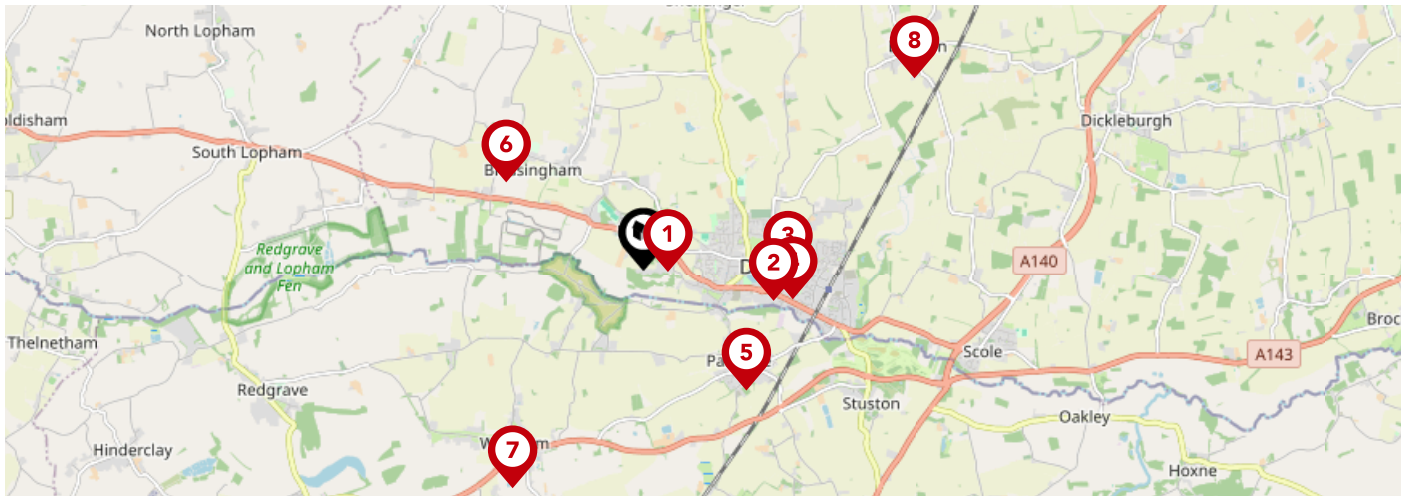 North Lopham
8
Dickleburgh
6
South Lopham
1
3
Redgrave
and Lopham
Fen
2
A140
Thelnetham
5
Scole
A143
Redgrave
Stuston
Oakley
7
Hinderclay
Hoxne